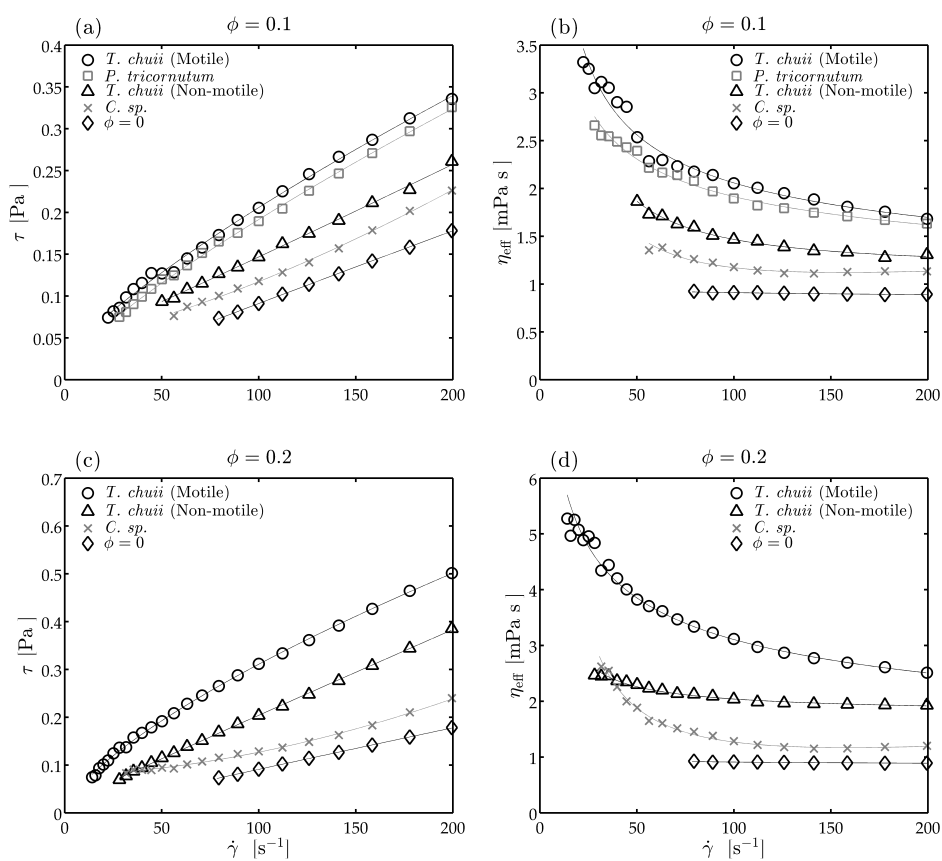 (a)
ϕ = 0.1
0.4
0.35
0.3
0.25
0.2
0.15
0.1
0.05
0
τ [Pa]
T. chuii (Motile)
P. tricornutum
T. chuii (Non-motile)
C. sp.
ϕ = 0
0 50 100 150 200
(b)
ϕ = 0.1
3.5
3
2.5
2
1.5
1
0.5
0
η_eff [mPa s]
T. chuii (Motile)
P. tricornutum
T. chuii (Non-motile)
C. sp.
ϕ = 0
0 50 100 150 200
(c)
ϕ = 0.2
0.7
0.6
0.5
0.4
0.3
0.2
0.1
0
τ [Pa]
T. chuii (Motile)
T. chuii (Non-motile)
C. sp.
ϕ = 0
0 50 100 150 200
γ̇ [s⁻¹]
(d)
ϕ = 0.2
6
5
4
3
2
1
0
η_eff [mPa s]
T. chuii (Motile)
T. chuii (Non-motile)
C. sp.
ϕ = 0
0 50 100 150 200
γ̇ [s⁻¹]